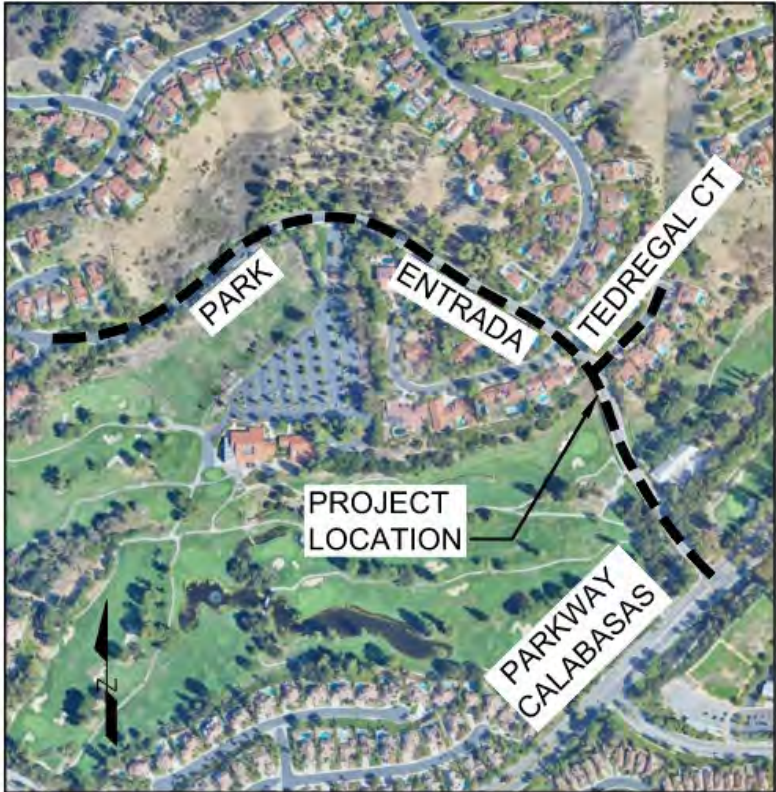 PARK
ENTRADA
TEDREGAL CT
PROJECT
LOCATION
PARKWAY
CALABASAS
N